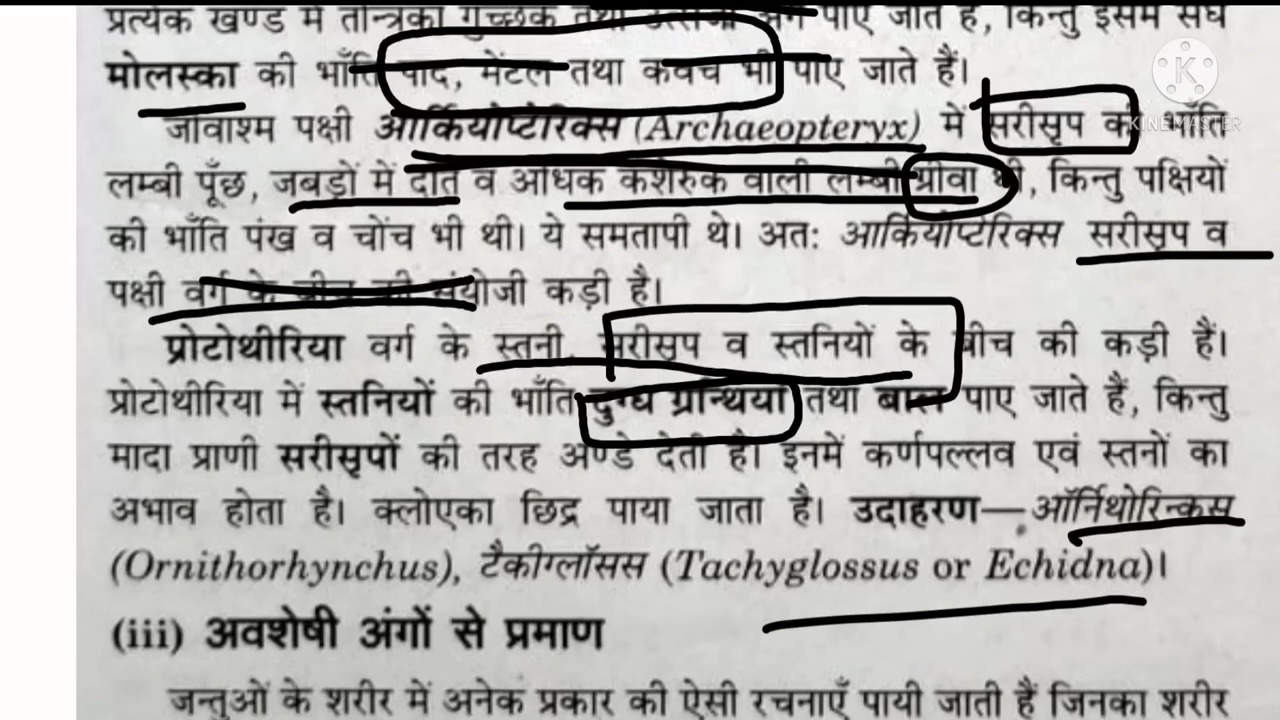 प्रत्येक खण्ड में तन्त्रिका गुच्छक तथा उत्सर्जी अंग पाए जाते हैं, किन्तु इसमें संघ
मोलस्का की भाँति पाद, मेंटल तथा कवच भी पाए जाते हैं।
जीवाश्म पक्षी आर्कियोप्टेरिक्स (Archaeopteryx) में सरीसृप की भाँति
KINEMASTER
लम्बी पूँछ, जबड़ों में दाँत व अधिक कशेरुक वाली लम्बी ग्रीवा थी, किन्तु पक्षियों
की भाँति पंख व चोंच भी थी। ये समतापी थे। अतः आर्कियोप्टेरिक्स सरीसृप व
पक्षी वर्ग के बीच की संयोजी कड़ी है।
प्रोटोथीरिया वर्ग के स्तनी, सरीसृप व स्तनियों के बीच की कड़ी हैं।
प्रोटोथीरिया में स्तनियों की भाँति दुग्ध ग्रन्थियाँ तथा बाल पाए जाते हैं, किन्तु
मादा प्राणी सरीसृपों की तरह अण्डे देती है। इनमें कर्णपल्लव एवं स्तनों का
अभाव होता है। क्लोएका छिद्र पाया जाता है। उदाहरण—ऑर्निथोरिन्कस
(Ornithorhynchus), टैकीग्लॉसस (Tachyglossus or Echidna)।
(iii) अवशेषी अंगों से प्रमाण
जन्तुओं के शरीर में अनेक प्रकार की ऐसी रचनाएँ पायी जाती हैं जिनका शरीर